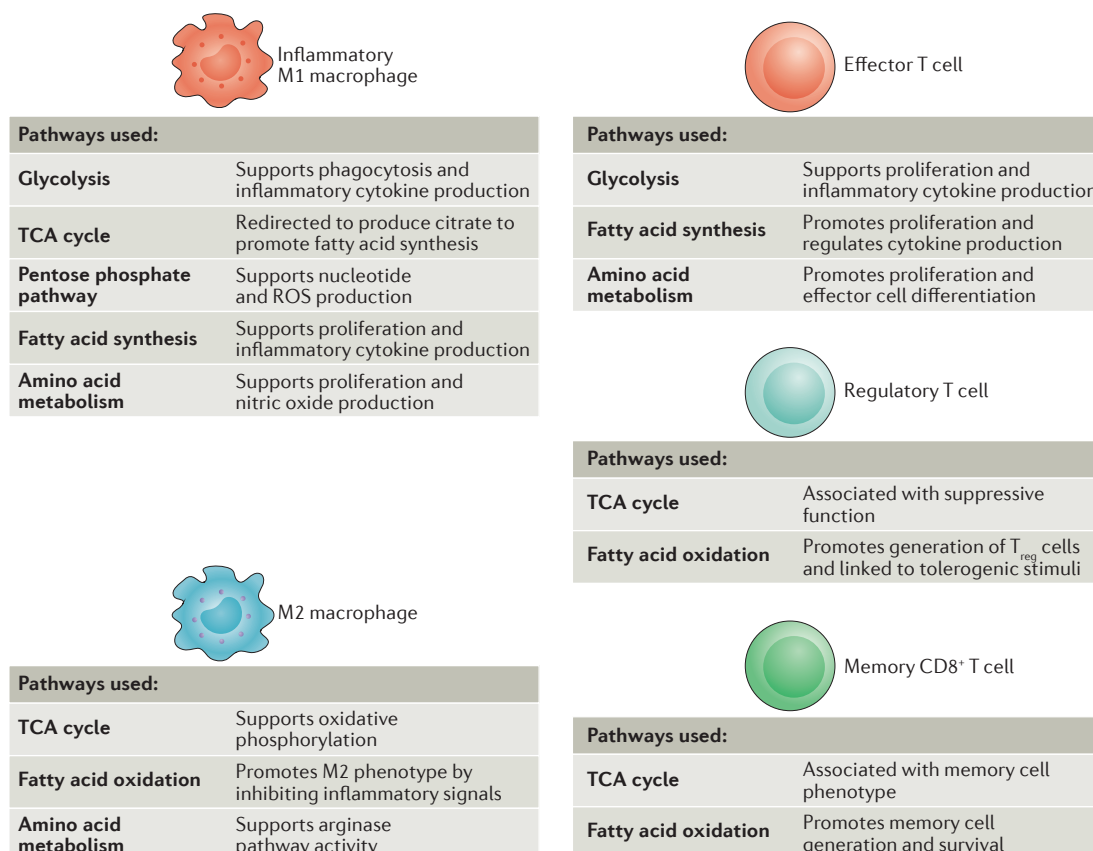 Inflammatory
M1 macrophage
Pathways used:
Glycolysis
Supports phagocytosis and
inflammatory cytokine production
TCA cycle
Redirected to produce citrate to
promote fatty acid synthesis
Pentose phosphate
pathway
Supports nucleotide
and ROS production
Fatty acid synthesis
Supports proliferation and
inflammatory cytokine production
Amino acid
metabolism
Supports proliferation and
nitric oxide production
M2 macrophage
Pathways used:
TCA cycle
Supports oxidative
phosphorylation
Fatty acid oxidation
Promotes M2 phenotype by
inhibiting inflammatory signals
Amino acid
metabolism
Supports arginase
pathway activity
Effector T cell
Pathways used:
Glycolysis
Supports proliferation and
inflammatory cytokine production
Fatty acid synthesis
Promotes proliferation and
regulates cytokine production
Amino acid
metabolism
Promotes proliferation and
effector cell differentiation
Regulatory T cell
Pathways used:
TCA cycle
Associated with suppressive
function
Fatty acid oxidation
Promotes generation of Treg cells
and linked to tolerogenic stimuli
Memory CD8⁺ T cell
Pathways used:
TCA cycle
Associated with memory cell
phenotype
Fatty acid oxidation
Promotes memory cell
generation and survival